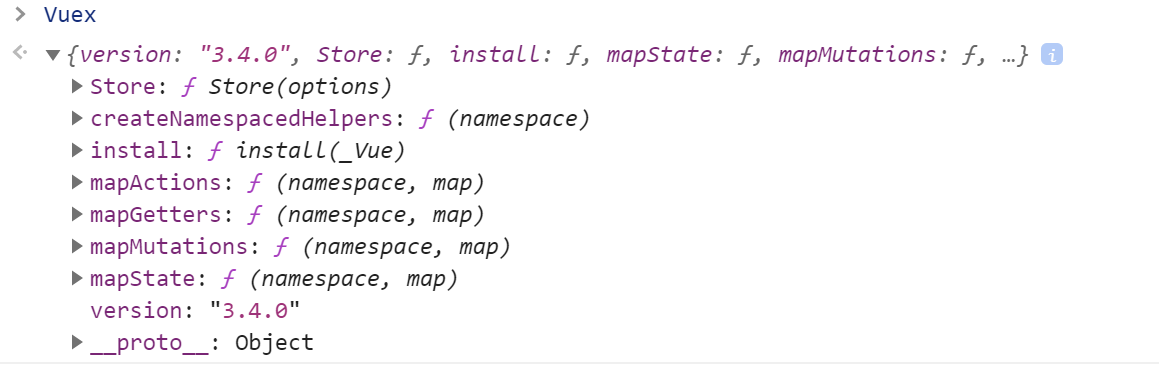 Vuex
{version: "3.4.0", Store: ƒ, install: ƒ, mapState: ƒ, mapMutations: ƒ, …} i
Store: ƒ Store(options)
createNamespacedHelpers: ƒ (namespace)
install: ƒ install(_Vue)
mapActions: ƒ (namespace, map)
mapGetters: ƒ (namespace, map)
mapMutations: ƒ (namespace, map)
mapState: ƒ (namespace, map)
version: "3.4.0"
__proto__: Object